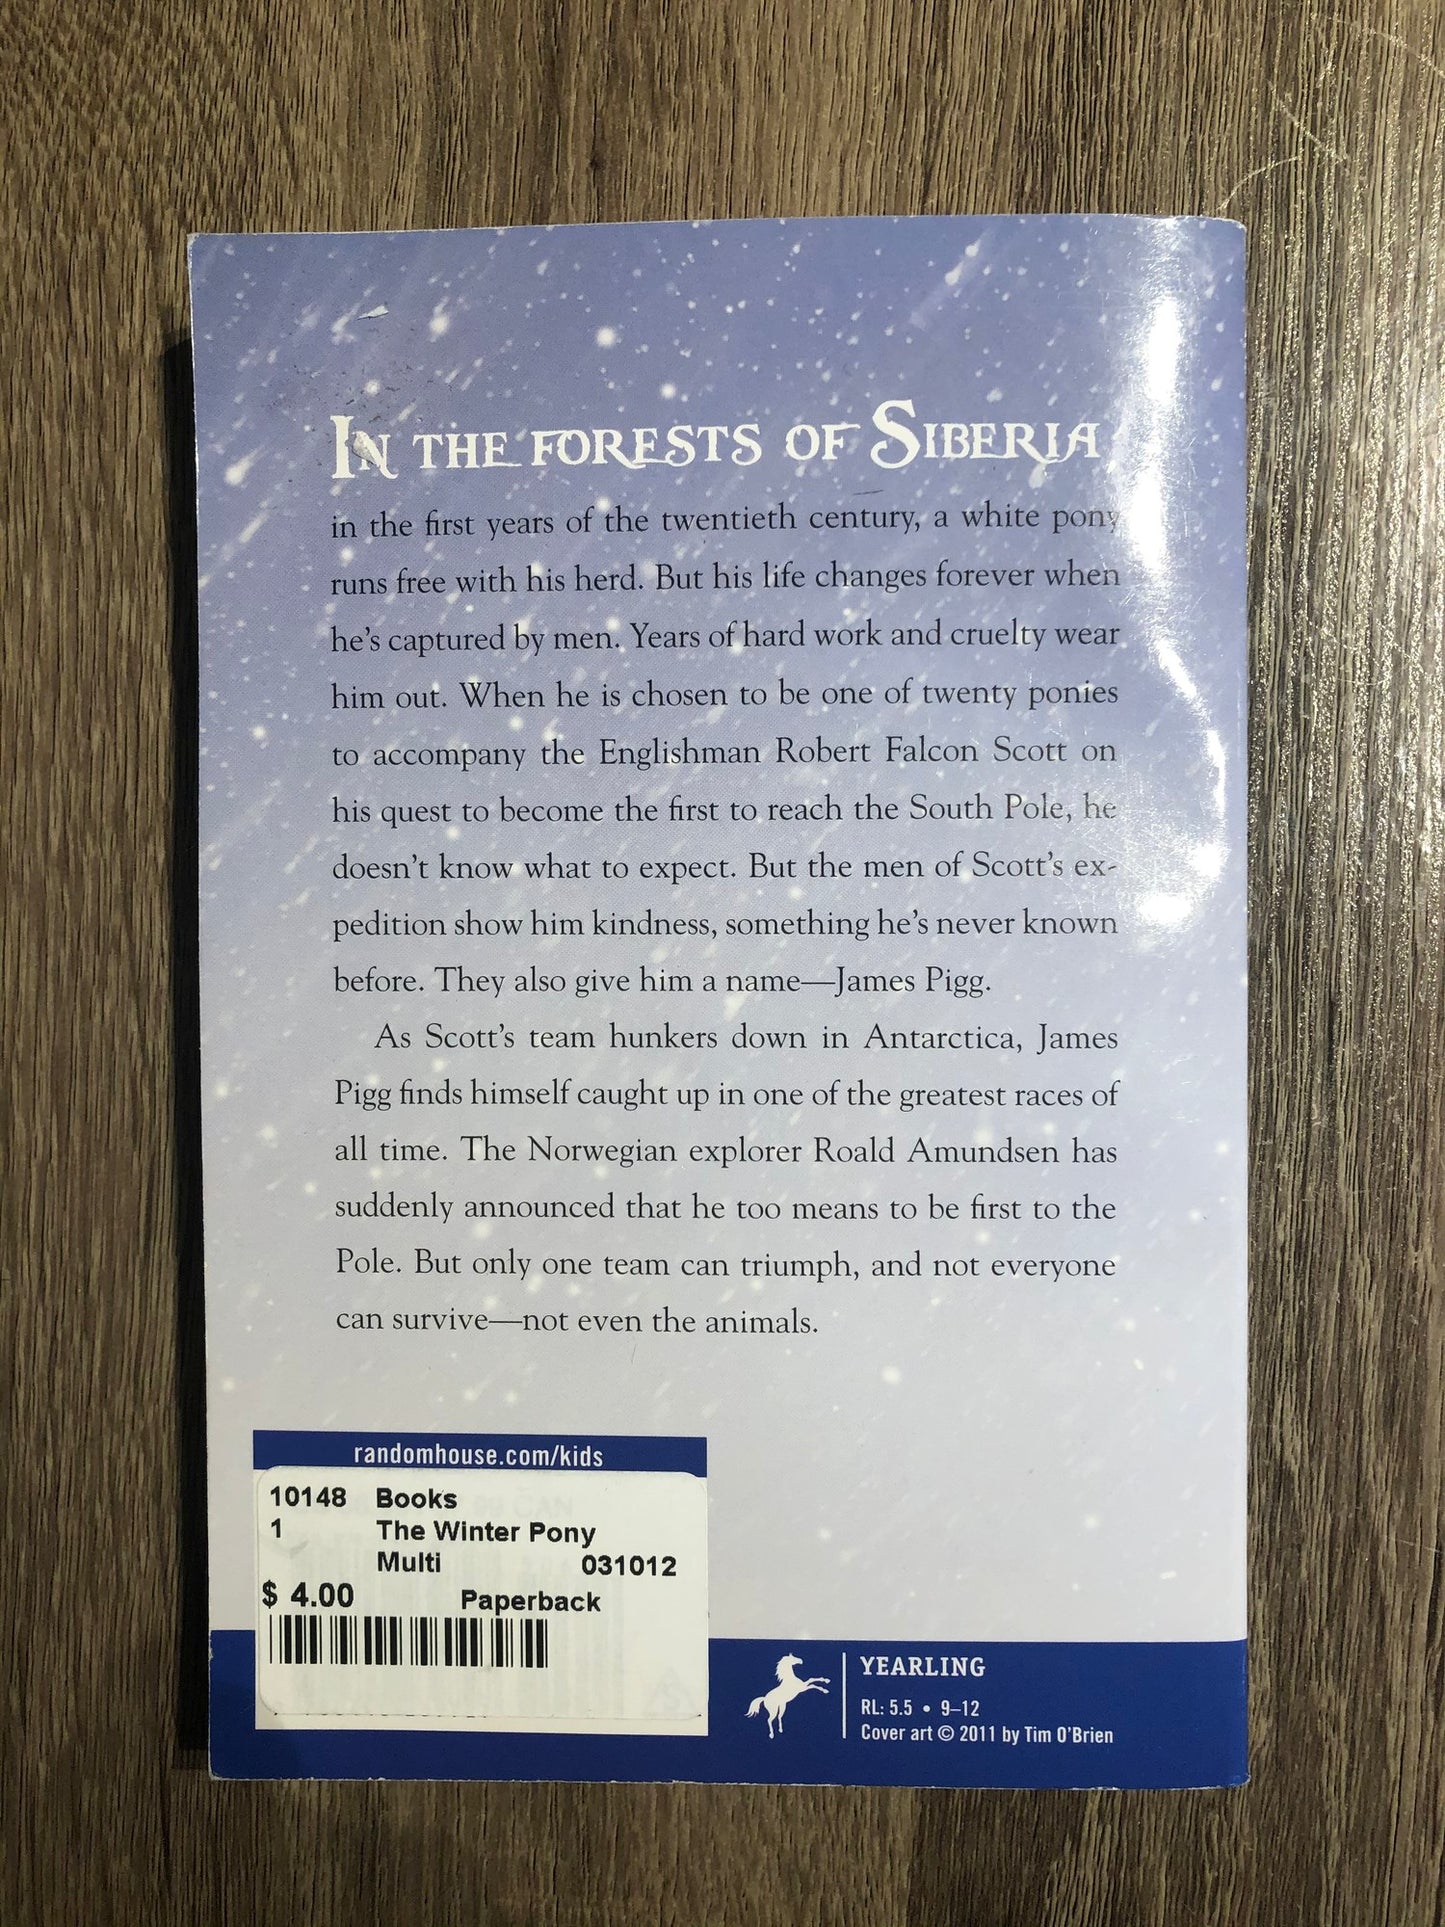 IN THE FORESTS OF SIBERIA
in the first years of the twentieth century, a white pony
runs free with his herd. But his life changes forever when
he's captured by men. Years of hard work and cruelty wear
him out. When he is chosen to be one of twenty ponies
to accompany the Englishman Robert Falcon Scott on
his quest to become the first to reach the South Pole, he
doesn't know what to expect. But the men of Scott's ex-
pedition show him kindness, something he's never known
before. They also give him a name—James Pigg.
As Scott's team hunkers down in Antarctica, James
Pigg finds himself caught up in one of the greatest races of
all time. The Norwegian explorer Roald Amundsen has
suddenly announced that he too means to be first to the
Pole. But only one team can triumph, and not everyone
can survive—not even the animals.
randomhouse.com/kids
10148 Books
1 The Winter Pony
Multi 031012
$ 4.00 Paperback
YEARLING
RL: 5.5 • 9–12
Cover art © 2011 by Tim O'Brien